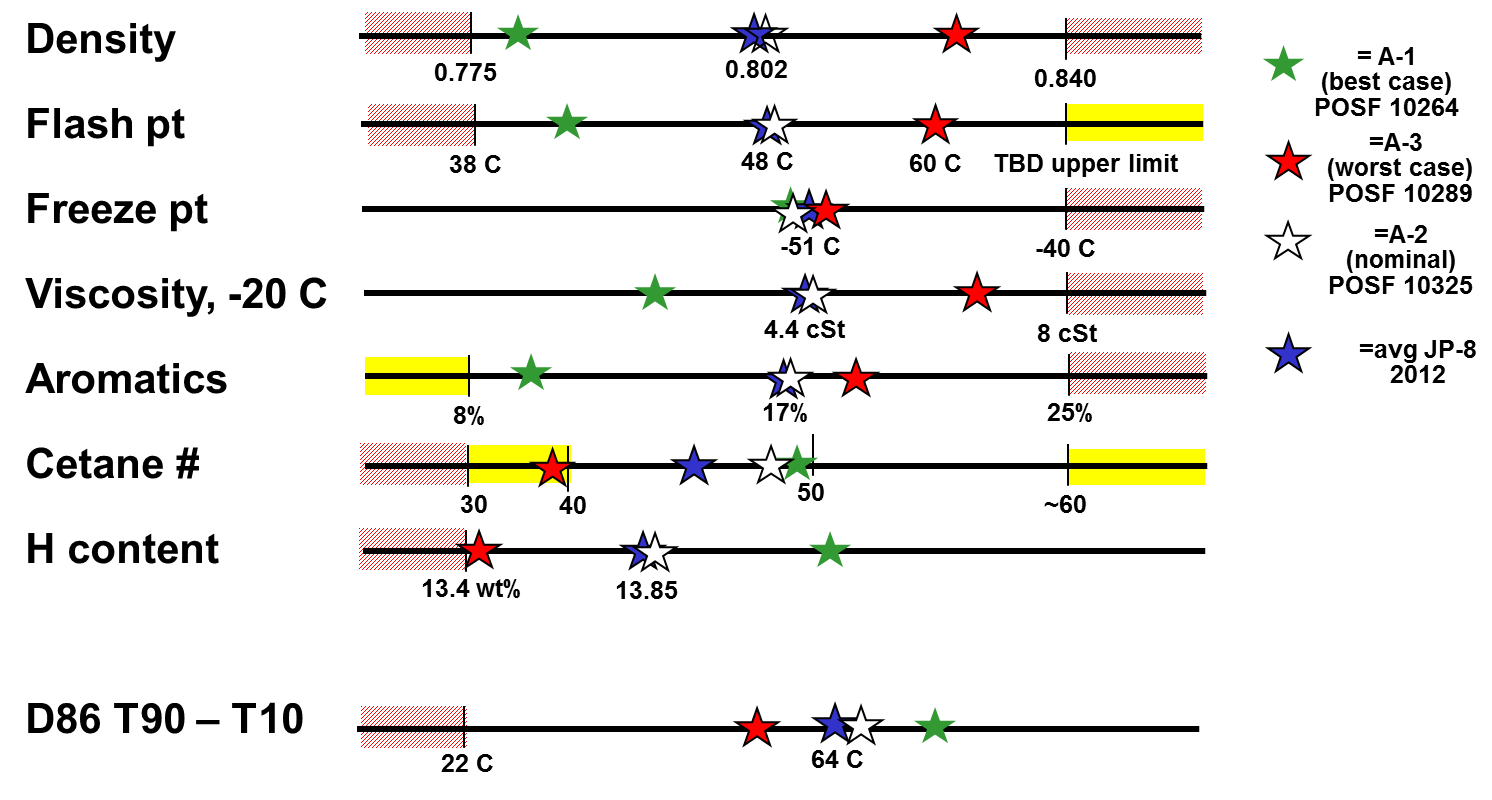 Density
0.775
0.802
0.840
Flash pt
38 C
48 C
60 C
TBD upper limit
Freeze pt
-51 C
-40 C
Viscosity, -20 C
4.4 cSt
8 cSt
Aromatics
8%
17%
25%
Cetane #
30
40
50
~60
H content
13.4 wt%
13.85
D86 T90 – T10
22 C
64 C
= A-1
(best case)
POSF 10264
=A-3
(worst case)
POSF 10289
=A-2
(nominal)
POSF 10325
=avg JP-8
2012